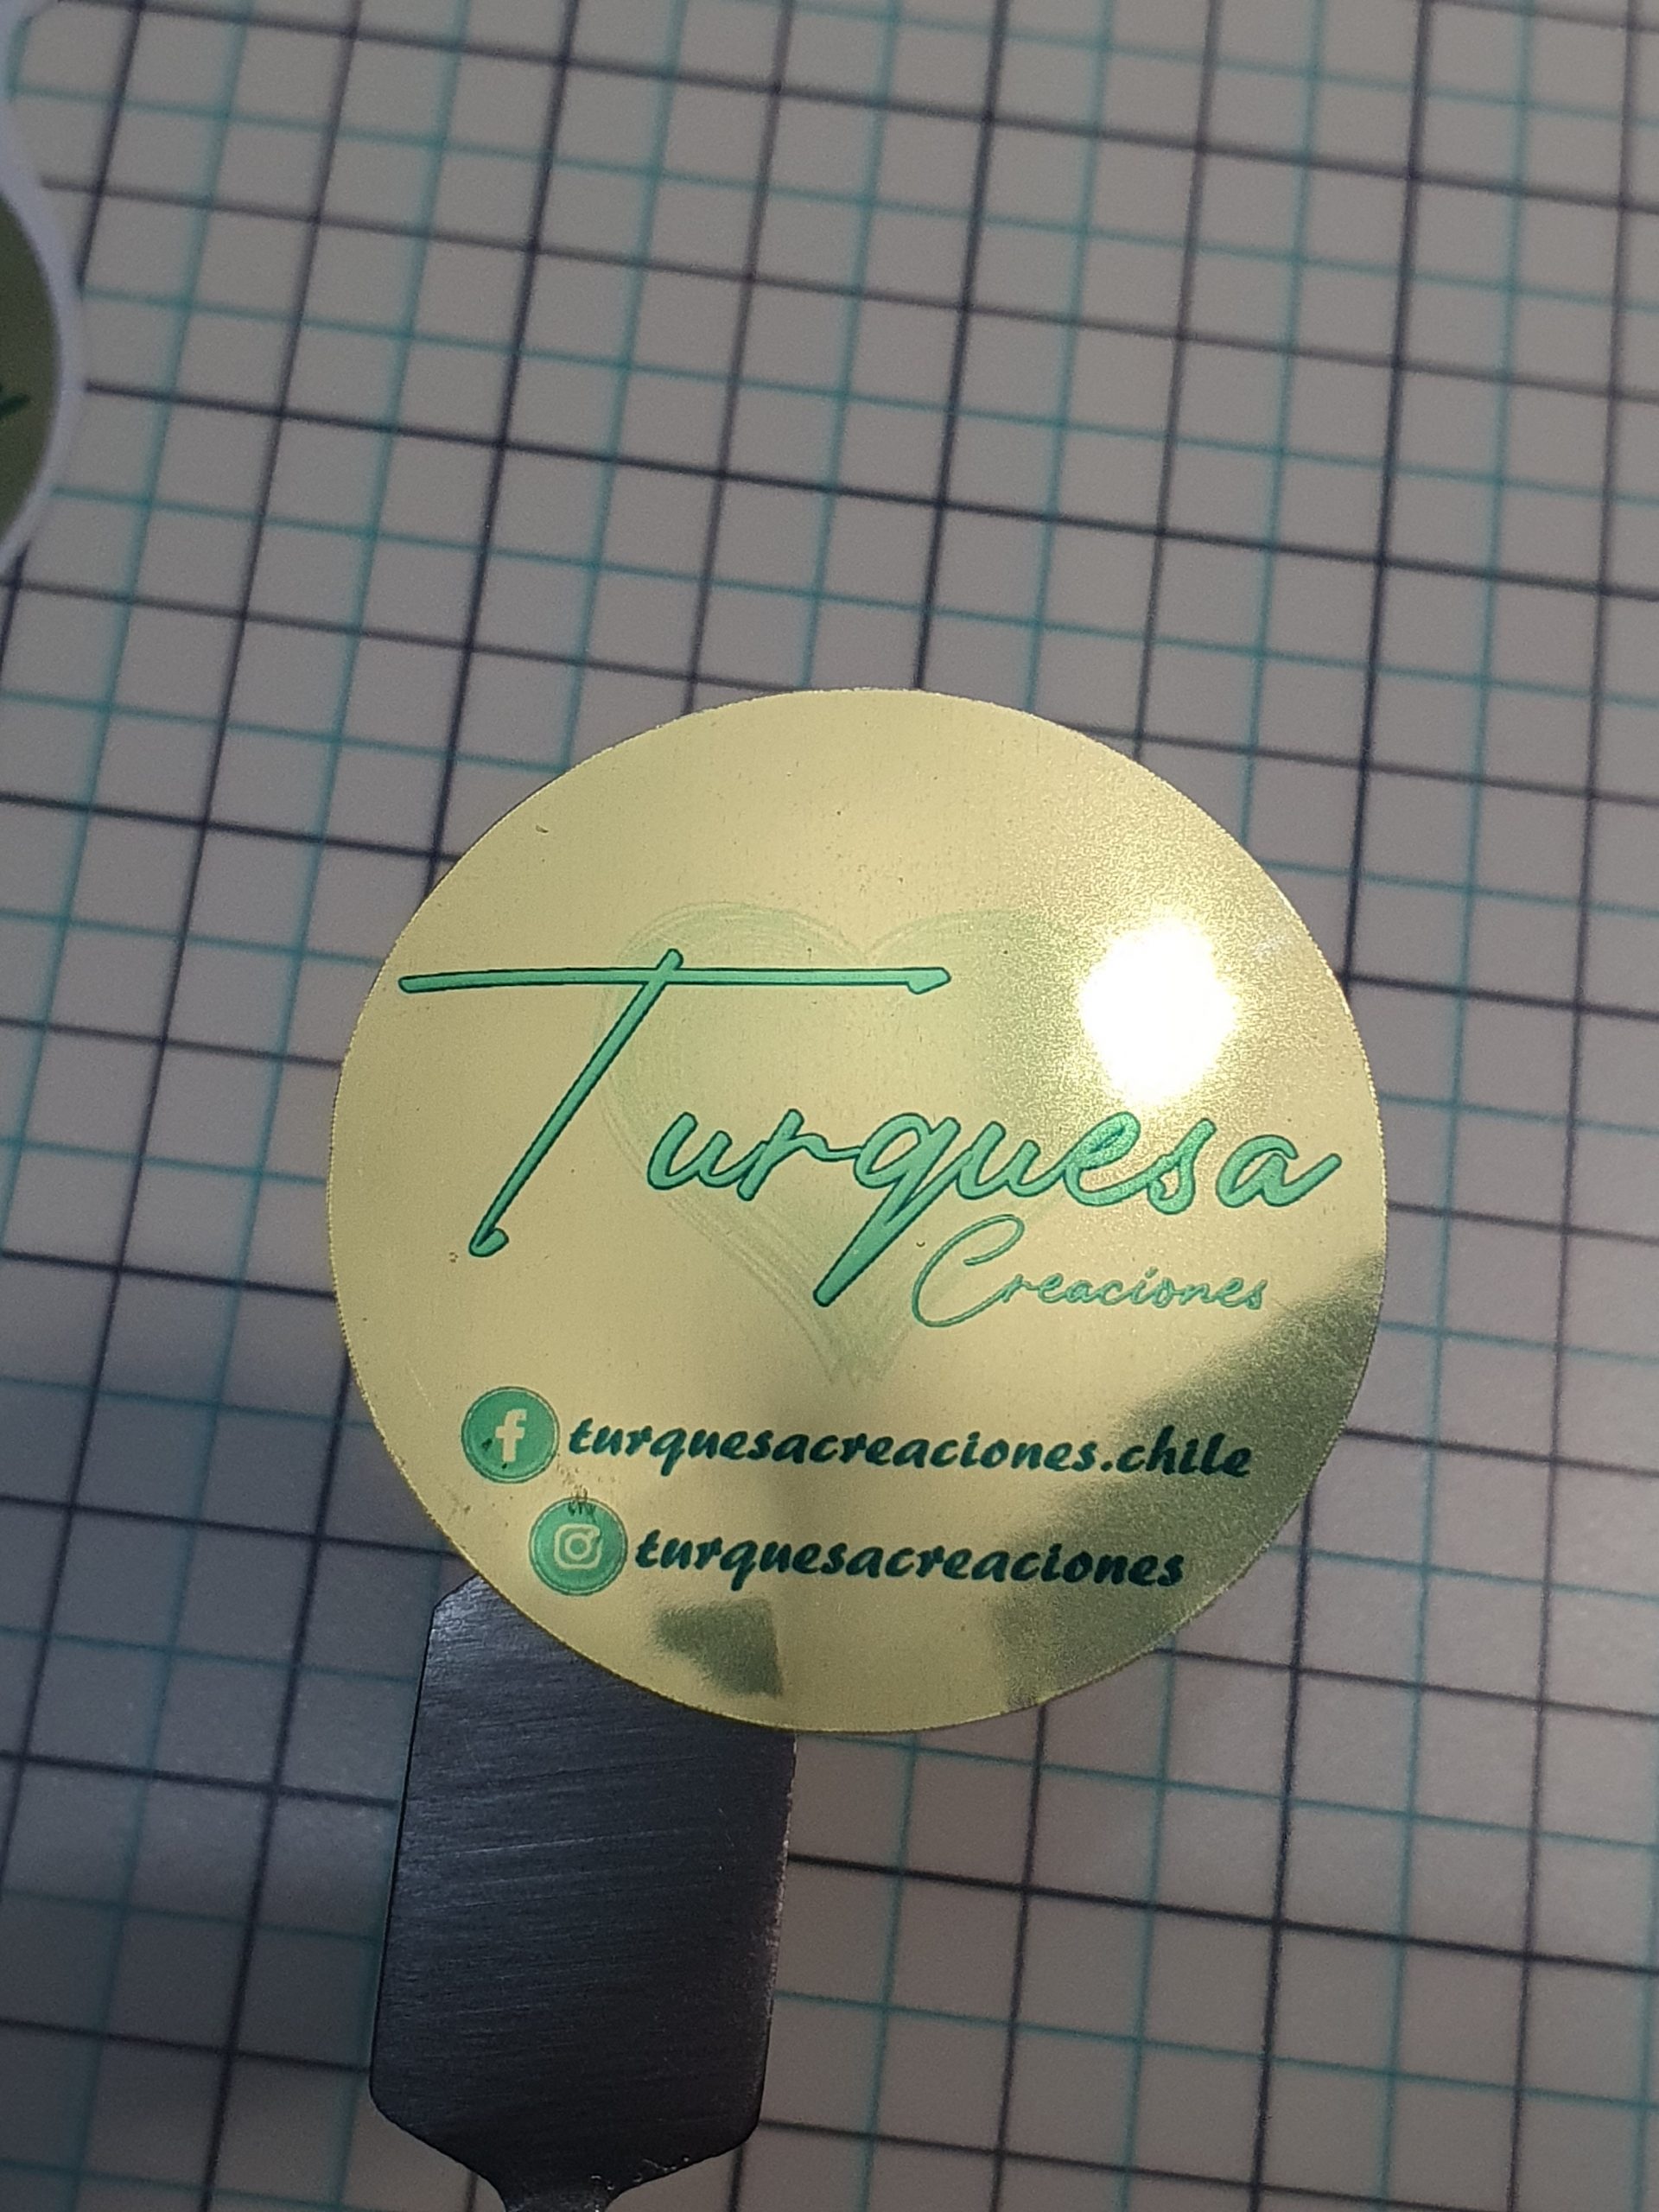 Turquesa
Creaciones
turquesacreaciones.chile
turquesacreaciones